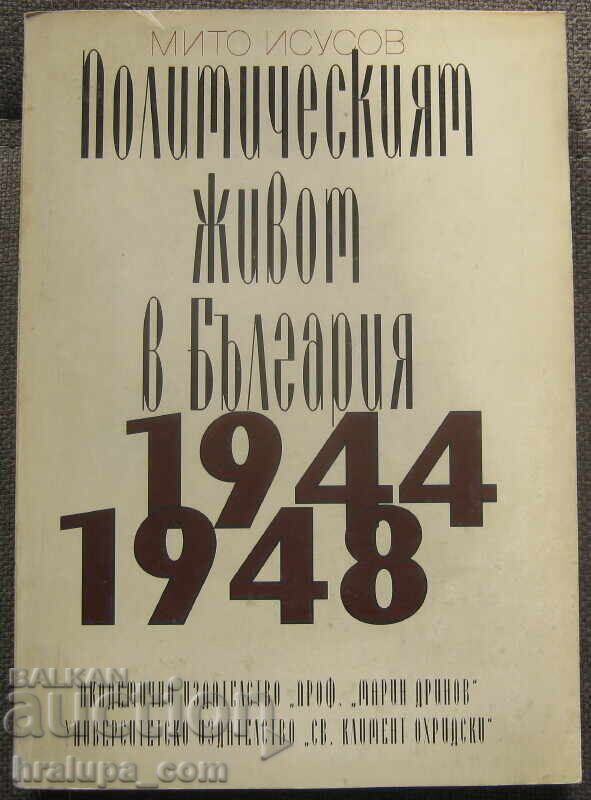 МИТО ИСУСОВ
Политическият
живот
в България
1944
1948
АКАДЕМИЧНО ИЗДАТЕЛСТВО „ПРОФ. „МАРИН ДРИНОВ“
УНИВЕРСИТЕТСКО ИЗДАТЕЛСТВО „СВ. КЛИМЕНТ ОХРИДСКИ“
BALKAN
auction
hralupa_com